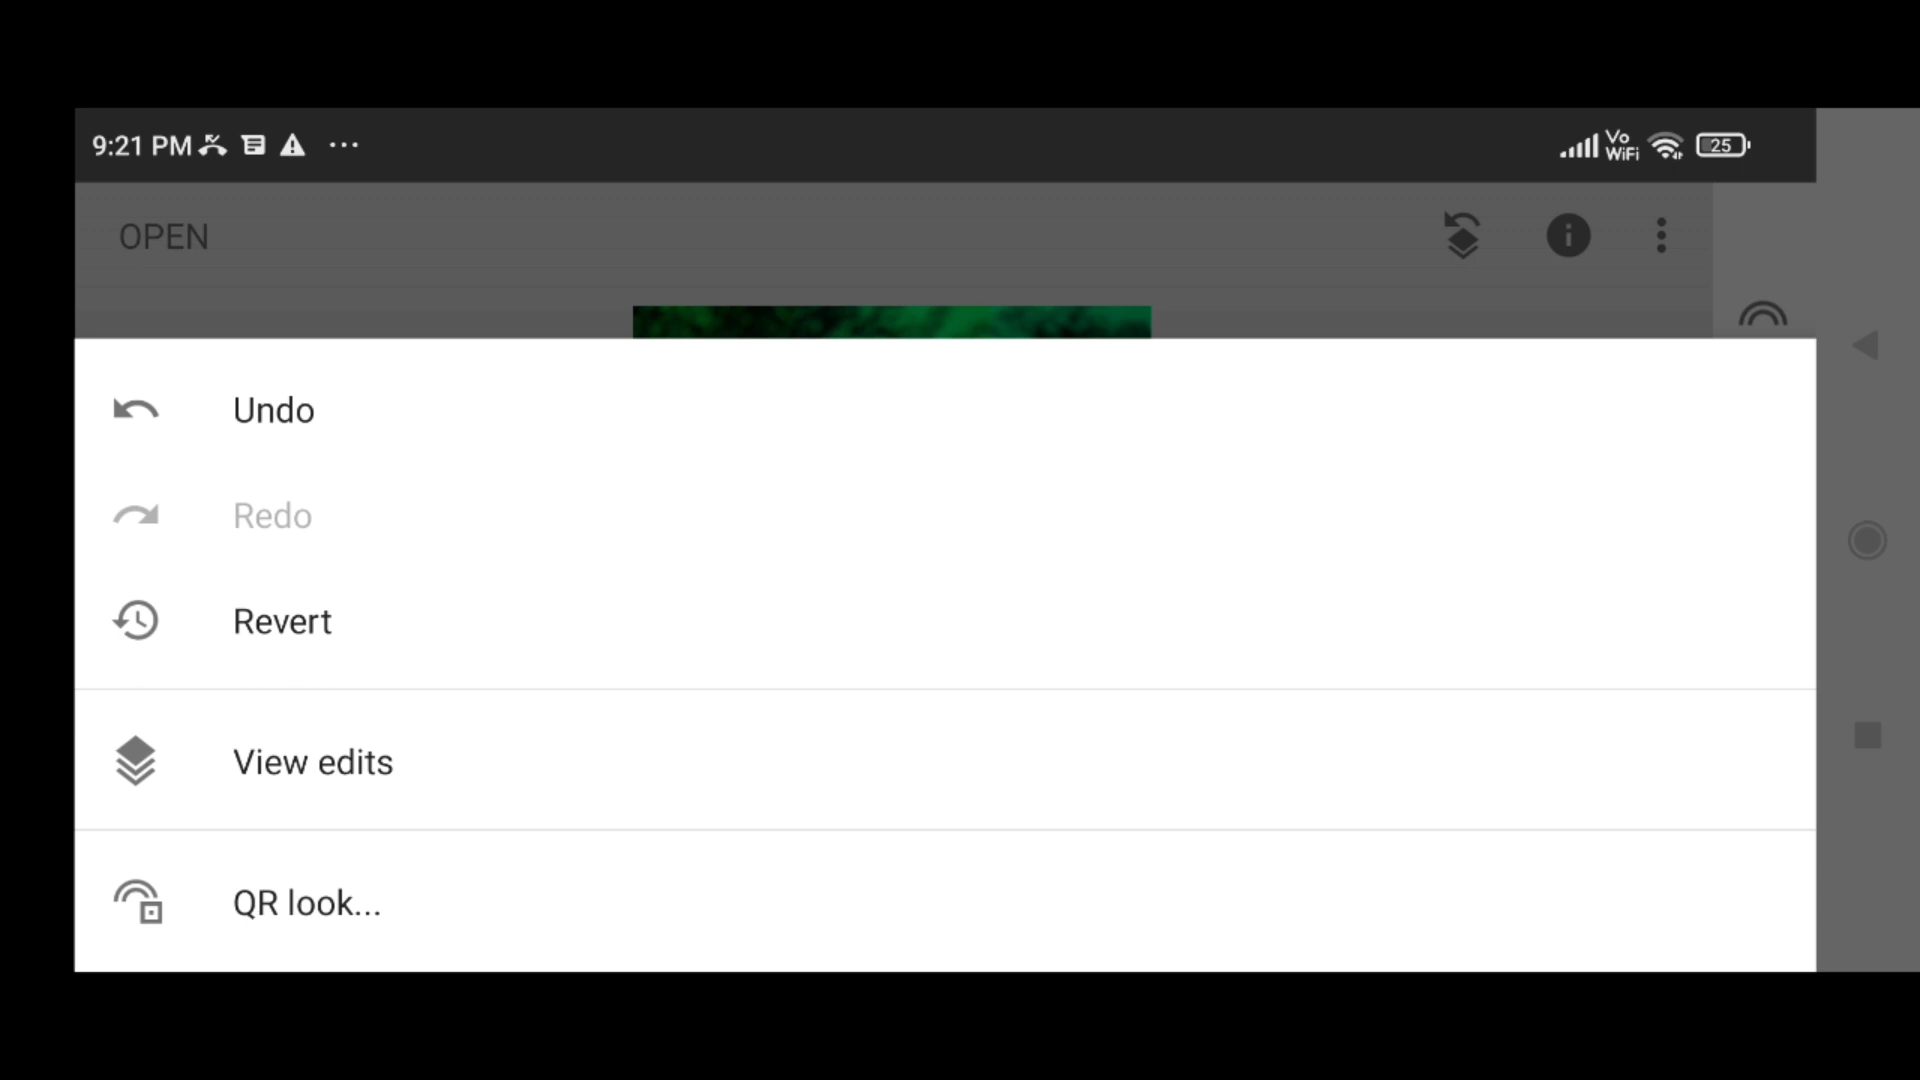 9:21 PM
Vo
WiFi
25
OPEN
Undo
Redo
Revert
View edits
QR look...